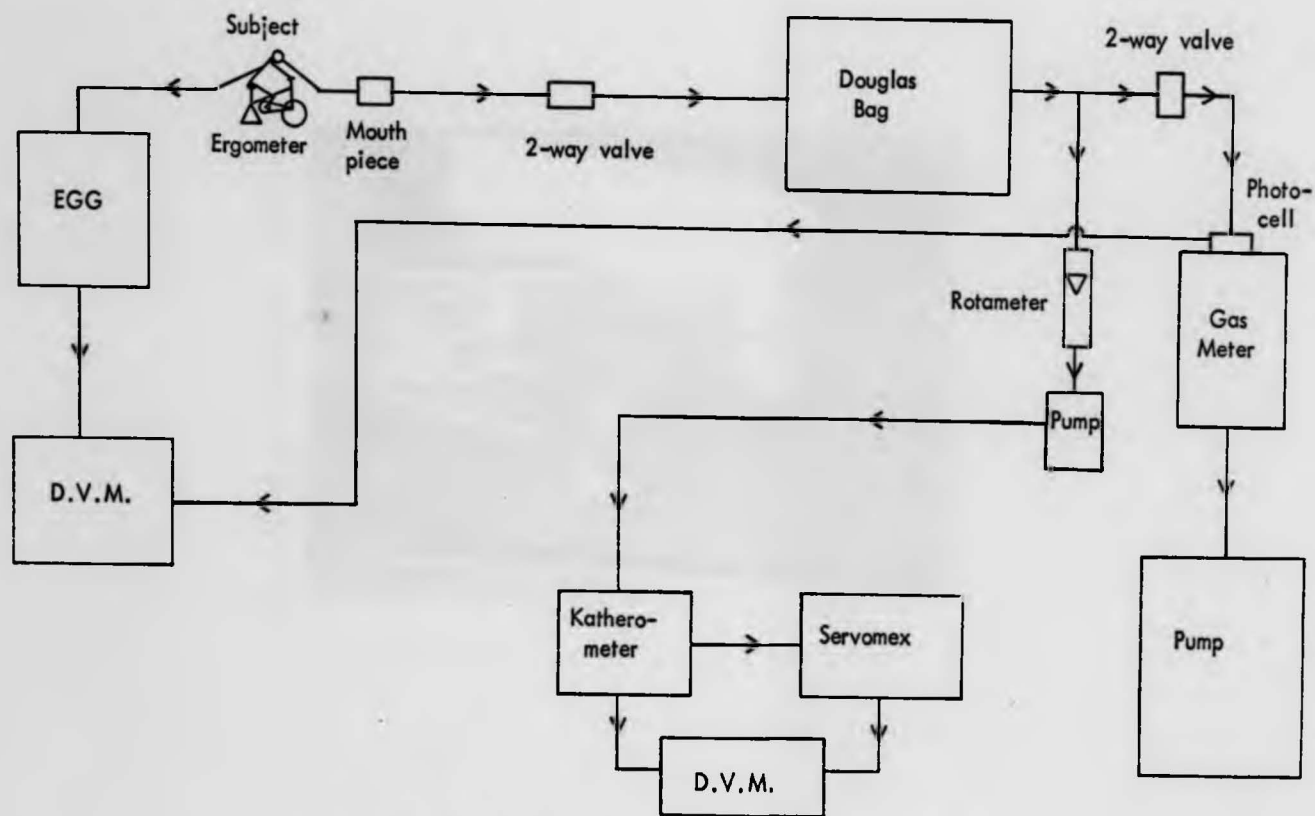 Subject
2-way valve
Douglas
Bag
Ergometer
Mouth
piece
2-way valve
EGG
Photo-
cell
Rotameter
Gas
Meter
Pump
D.V.M.
Kathero-
meter
Servomex
Pump
D.V.M.